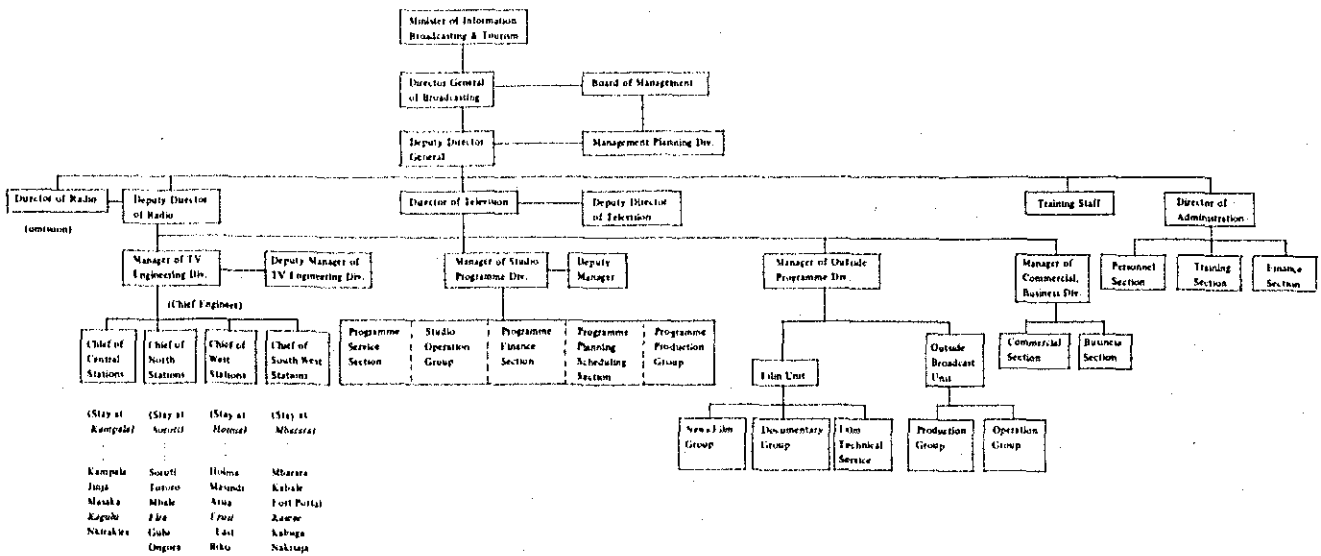 Minister of Information
Broadcasting & Tourism
Director General
of Broadcasting
Board of Management
Deputy Director
General
Management Planning Div.
Director of Radio
(omission)
Deputy Director
of Radio
Director of Television
Deputy Director
of Television
Training Staff
Director of
Administration
Manager of TV
Engineering Div.
Deputy Manager of
TV Engineering Div.
(Chief Engineer)
Manager of Studio
Programme Div.
Deputy
Manager
Manager of Outside
Programme Div.
Manager of
Commercial,
Business Div.
Personnel
Section
Training
Section
Finance
Section
Chief of
Central
Stations
Chief of
North
Stations
Chief of
West
Stations
Chief of
South West
Stations
Programme
Service
Section
Studio
Operation
Group
Programme
Finance
Section
Programme
Planning
Scheduling
Section
Programme
Production
Group
Film Unit
Outside
Broadcast
Unit
Commercial
Section
Business
Section
News Film
Group
Documentary
Group
Film
Technical
Service
Production
Group
Operation
Group
(Stay at
Kampala)
(Stay at
Soroti)
(Stay at
Hoima)
(Stay at
Mbarara)
Kampala
Jinja
Masaka
Soroti
Tororo
Mbale
Lira
Gulu
Hoima
Masindi
Arua
Mbarara
Kabale
Fort Portal